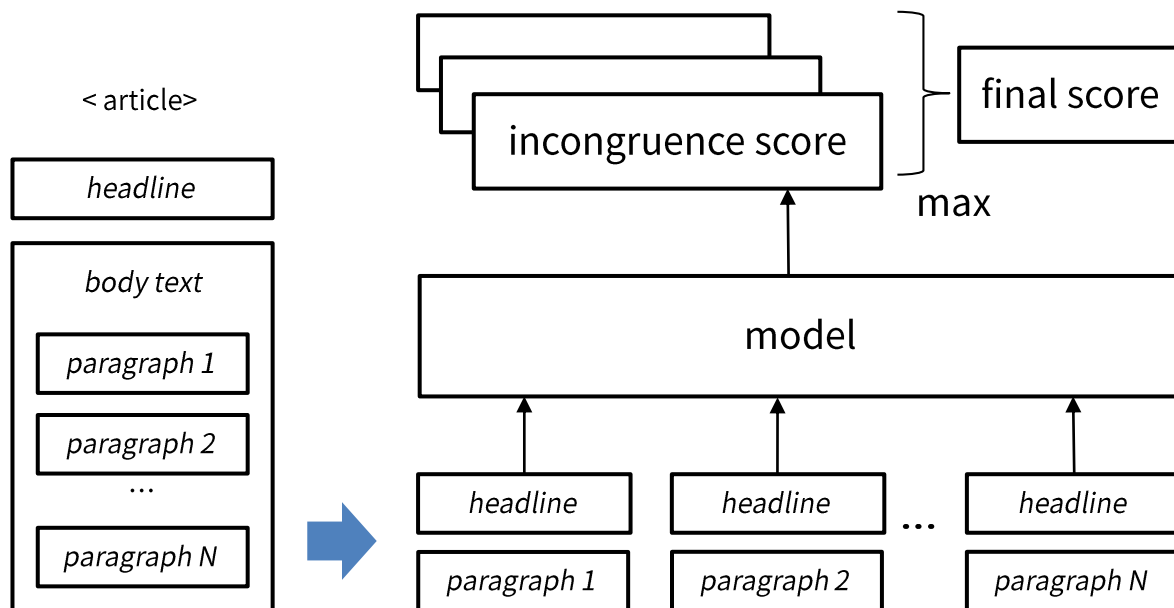 < article>
headline
body text
paragraph 1
paragraph 2
...
paragraph N
incongruence score
final score
max
model
headline
headline
...
headline
paragraph 1
paragraph 2
paragraph N